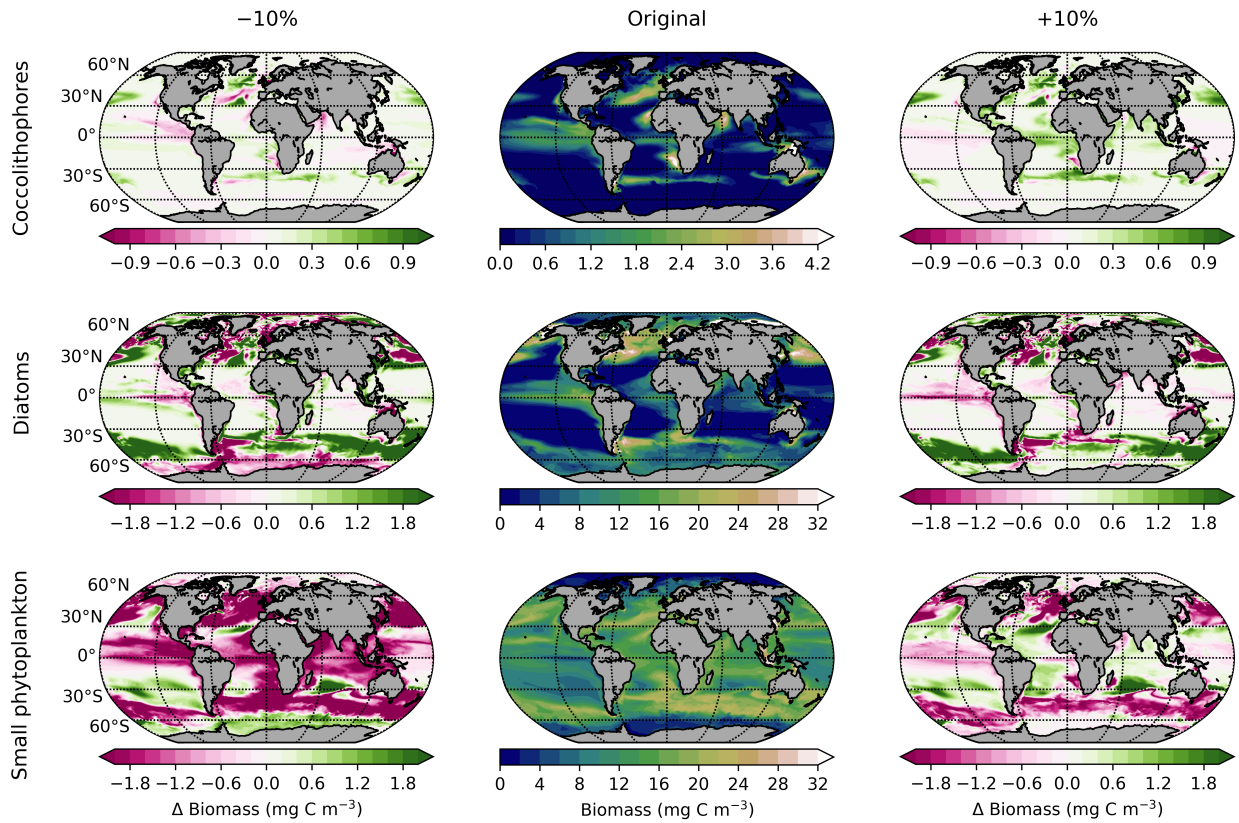 −10%
Original
+10%
Coccolithophores
60°N
30°N
0°
30°S
60°S
−0.9 −0.6 −0.3 0.0 0.3 0.6 0.9
0.0 0.6 1.2 1.8 2.4 3.0 3.6 4.2
−0.9 −0.6 −0.3 0.0 0.3 0.6 0.9
Diatoms
60°N
30°N
0°
30°S
60°S
−1.8 −1.2 −0.6 0.0 0.6 1.2 1.8
0 4 8 12 16 20 24 28 32
−1.8 −1.2 −0.6 0.0 0.6 1.2 1.8
Small phytoplankton
60°N
30°N
0°
30°S
60°S
−1.8 −1.2 −0.6 0.0 0.6 1.2 1.8
0 4 8 12 16 20 24 28 32
−1.8 −1.2 −0.6 0.0 0.6 1.2 1.8
Δ Biomass (mg C m⁻³)
Biomass (mg C m⁻³)
Δ Biomass (mg C m⁻³)